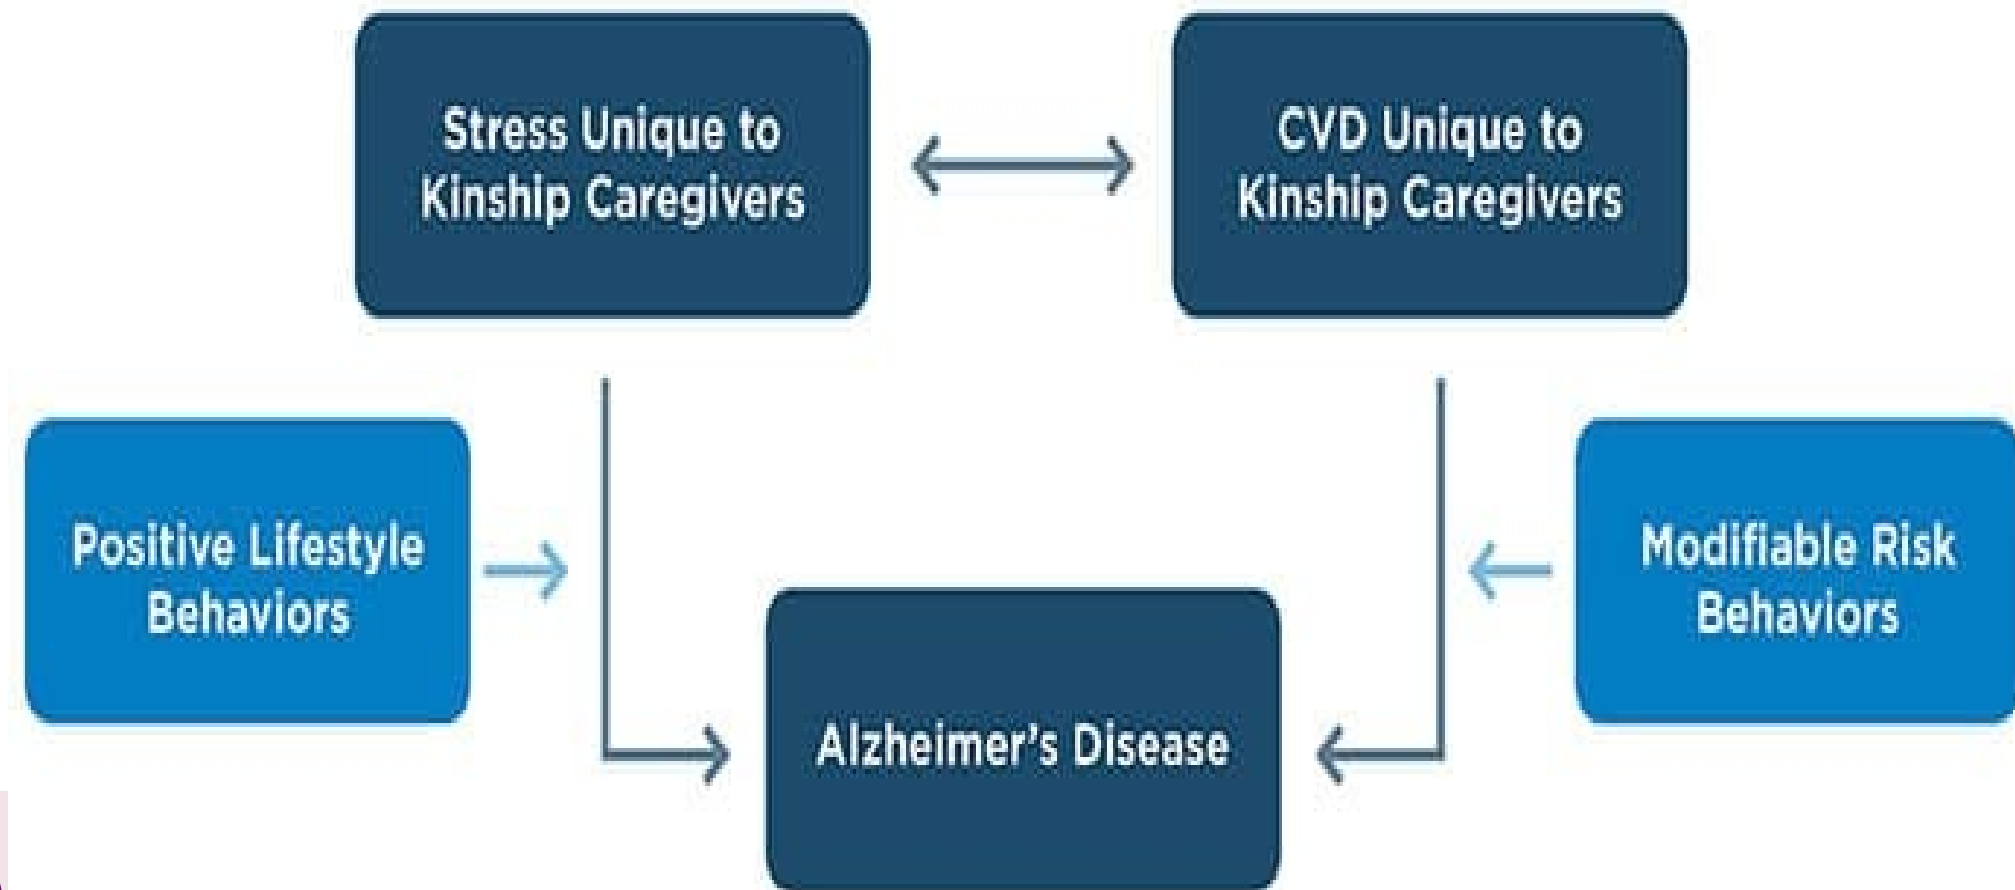 Stress Unique to
Kinship Caregivers
CVD Unique to
Kinship Caregivers
Positive Lifestyle
Behaviors
Modifiable Risk
Behaviors
Alzheimer’s Disease